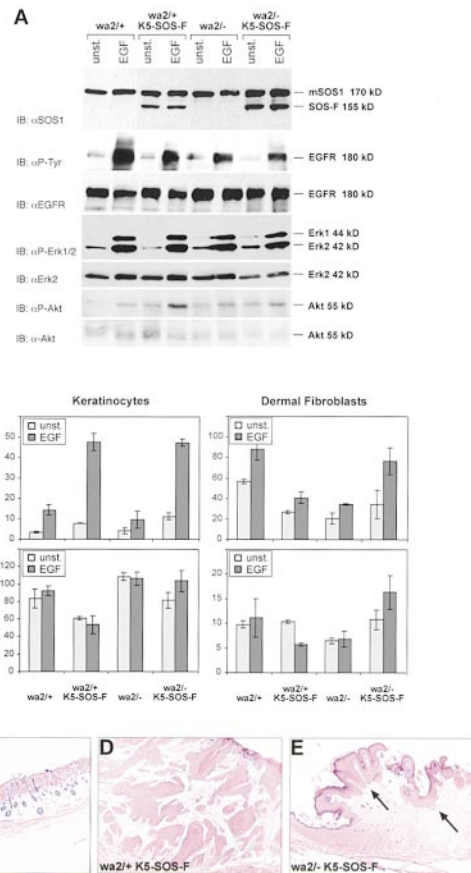 A
wa2/+ wa2/+ K5-SOS-F wa2/- wa2/- K5-SOS-F
unst. EGF unst. EGF unst. EGF unst. EGF
mSOS1 170 kD
SOS-F 155 kD
IB: αSOS1
EGFR 180 kD
IB: αP-Tyr
EGFR 180 kD
IB: αEGFR
Erk1 44 kD
Erk2 42 kD
IB: αP-Erk1/2
Erk2 42 kD
IB: αErk2
Akt 55 kD
IB: αP-Akt
Akt 55 kD
IB: α-Akt
Keratinocytes Dermal Fibroblasts
unst. EGF
50 40 30 20 10 0
unst. EGF
100 80 60 40 20 0
unst. EGF
120 100 80 60 40 20 0
unst. EGF
20 15 10 5 0
wa2/+ wa2/+ K5-SOS-F wa2/- wa2/- K5-SOS-F
wa2/+ wa2/+ K5-SOS-F wa2/- wa2/- K5-SOS-F
D E
wa2/+ K5-SOS-F wa2/- K5-SOS-F